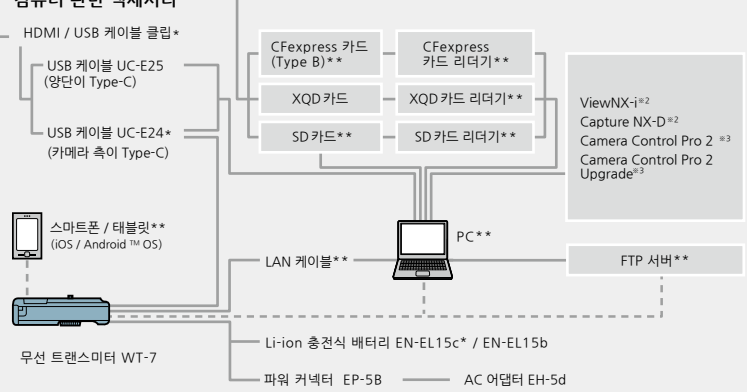 컴퓨터 관련 액세서리
HDMI / USB 케이블 클립*
USB 케이블 UC-E25
(양단이 Type-C)
USB 케이블 UC-E24*
(카메라 측이 Type-C)
CFexpress 카드
(Type B)**
CFexpress
카드 리더기**
XQD 카드
XQD 카드 리더기**
SD 카드**
SD 카드 리더기**
ViewNX-i※2
Capture NX-D※2
Camera Control Pro 2 ※3
Camera Control Pro 2
Upgrade※3
스마트폰 / 태블릿**
(iOS / Android ™ OS)
PC**
LAN 케이블**
FTP 서버**
무선 트랜스미터 WT-7
Li-ion 충전식 배터리 EN-EL15c* / EN-EL15b
파워 커넥터 EP-5B
AC 어댑터 EH-5d